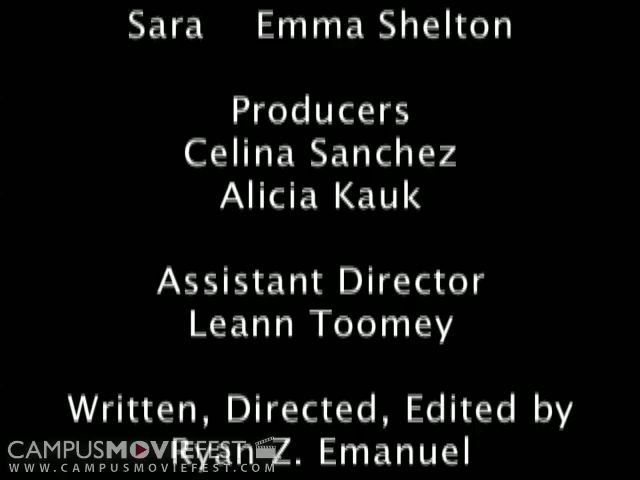 Sara Emma Shelton
Producers
Celina Sanchez
Alicia Kauk
Assistant Director
Leann Toomey
Written, Directed, Edited by
Ryan Z. Emanuel
CAMPUSMOVIEFEST
WWW.CAMPUSMOVIEFEST.COM